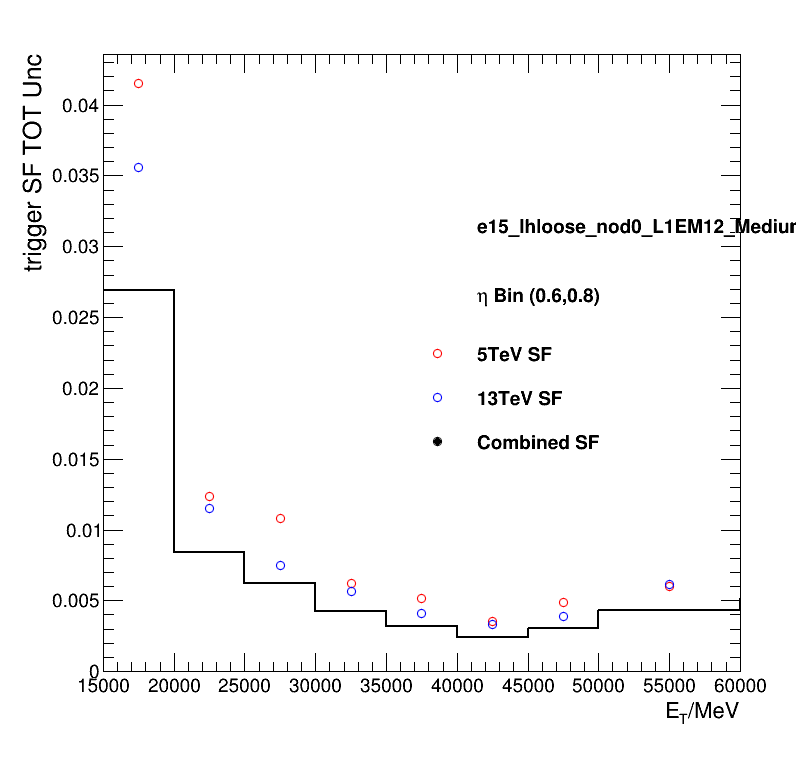 trigger SF TOT Unc
0.04
0.035
0.03
0.025
0.02
0.015
0.01
0.005
0
e15_lhloose_nod0_L1EM12_Medium
η Bin (0.6,0.8)
5TeV SF
13TeV SF
Combined SF
15000 20000 25000 30000 35000 40000 45000 50000 55000 60000
E_T/MeV